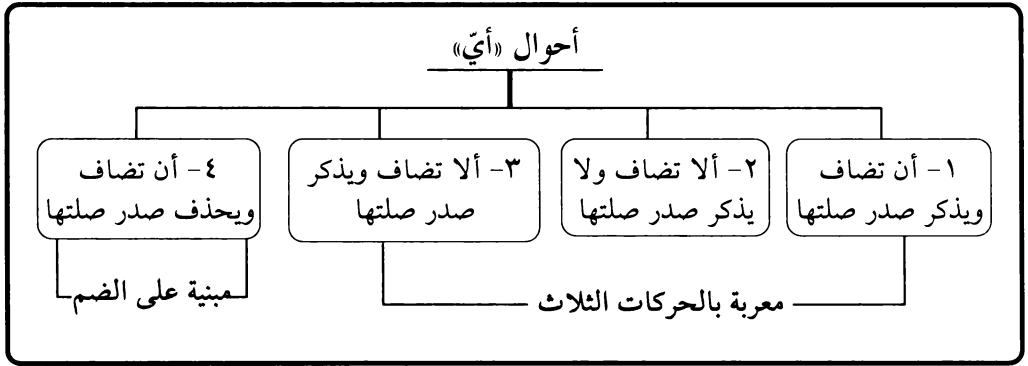 أحوال «أيّ»
١- أن تضاف
ويذكر صدر صلتها
٢- ألا تضاف ولا
يذكر صدر صلتها
٣- ألا تضاف ويذكر
صدر صلتها
٤- أن تضاف
ويحذف صدر صلتها
معربة بالحركات الثلاث
مبنية على الضم